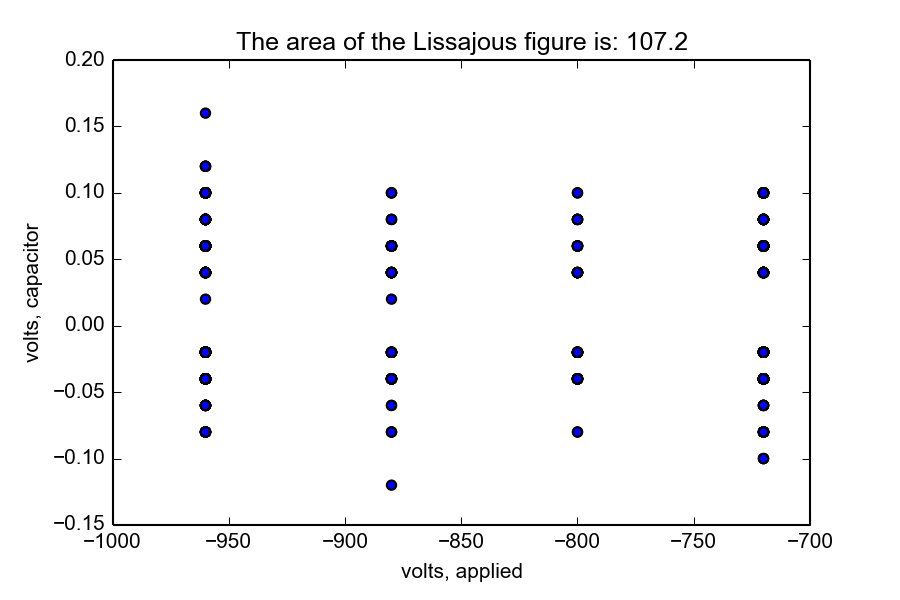 The area of the Lissajous figure is: 107.2
0.20
0.15
0.10
0.05
0.00
−0.05
−0.10
−0.15
volts, capacitor
−1000 −950 −900 −850 −800 −750 −700
volts, applied